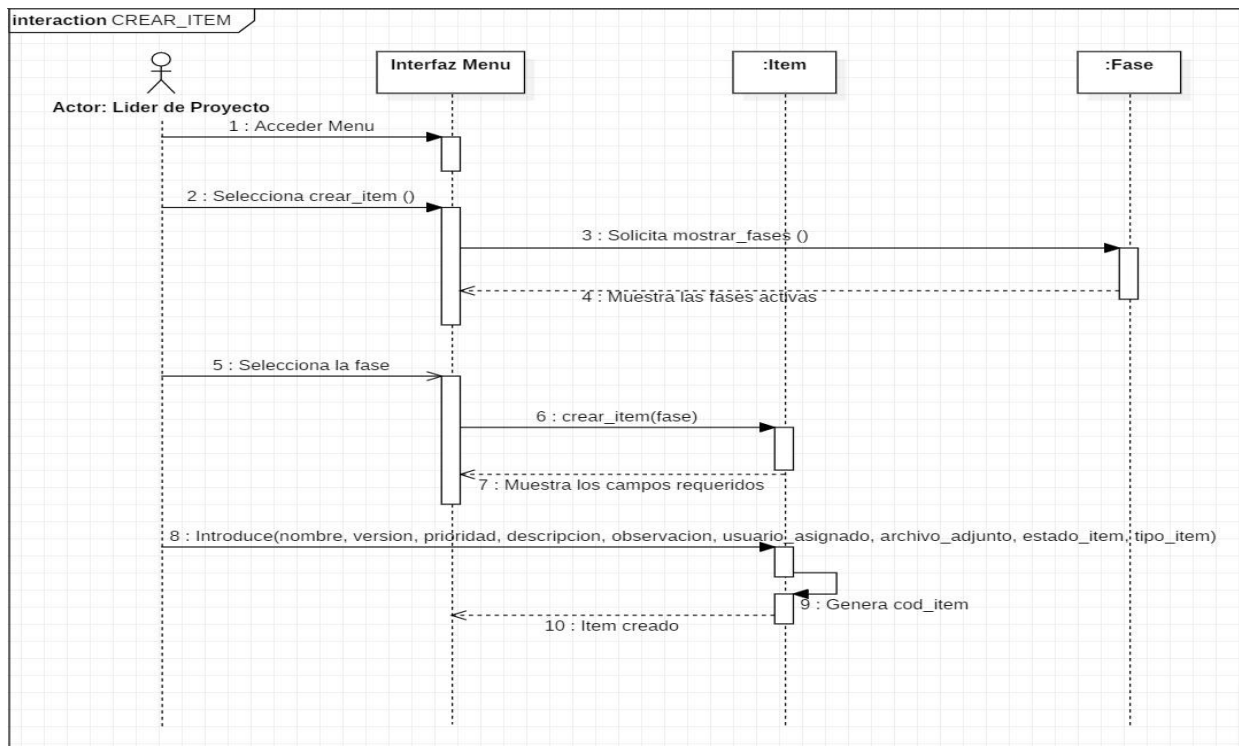 interaction CREAR_ITEM
Interfaz Menu
:Item
:Fase
Actor: Lider de Proyecto
1 : Acceder Menu
2 : Selecciona crear_item ()
3 : Solicita mostrar_fases ()
4 : Muestra las fases activas
5 : Selecciona la fase
6 : crear_item(fase)
7 : Muestra los campos requeridos
8 : Introduce(nombre, version, prioridad, descripcion, observacion, usuario_asignado, archivo_adjunto, estado_item, tipo_item)
9 : Genera cod_item
10 : Item creado